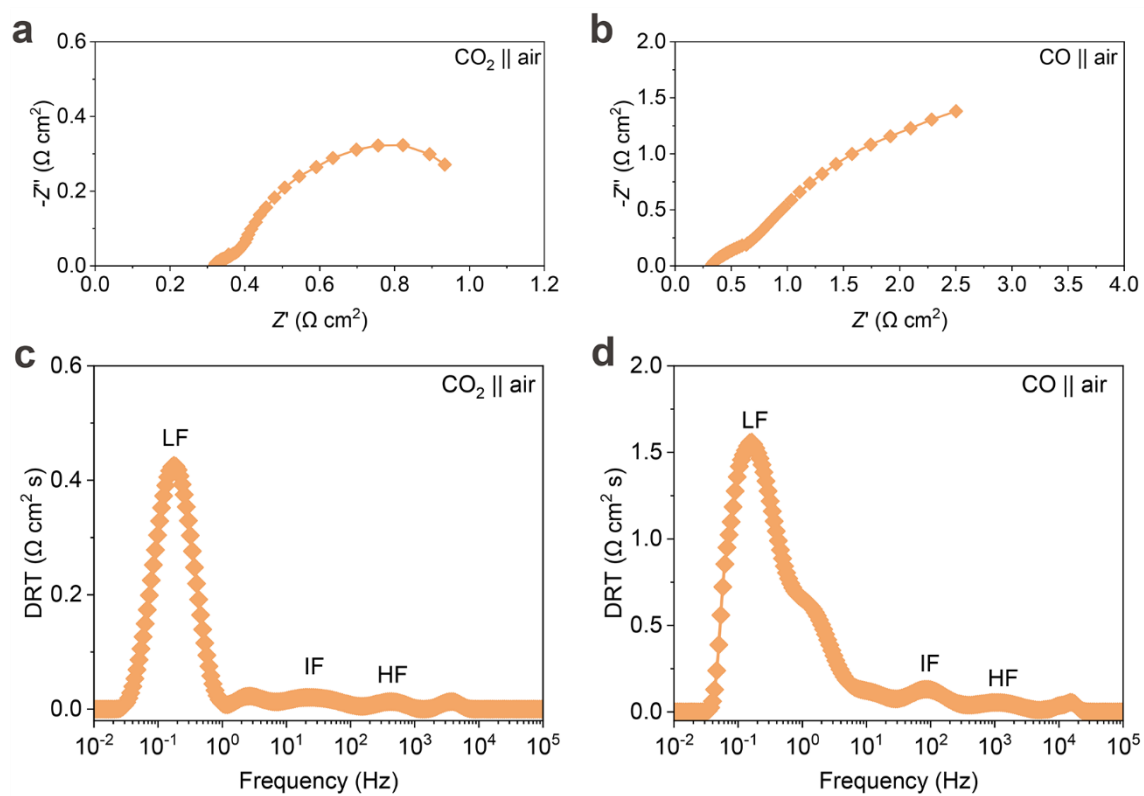 a
CO₂ || air
-Z'' (Ω cm²)
0.6
0.4
0.2
0.0
0.0 0.2 0.4 0.6 0.8 1.0 1.2
Z' (Ω cm²)
b
CO || air
-Z'' (Ω cm²)
2.0
1.5
1.0
0.5
0.0
0.0 0.5 1.0 1.5 2.0 2.5 3.0 3.5 4.0
Z' (Ω cm²)
c
CO₂ || air
LF
IF
HF
DRT (Ω cm² s)
0.6
0.4
0.2
0.0
10⁻² 10⁻¹ 10⁰ 10¹ 10² 10³ 10⁴ 10⁵
Frequency (Hz)
d
CO || air
LF
IF
HF
DRT (Ω cm² s)
2.0
1.5
1.0
0.5
0.0
10⁻² 10⁻¹ 10⁰ 10¹ 10² 10³ 10⁴ 10⁵
Frequency (Hz)